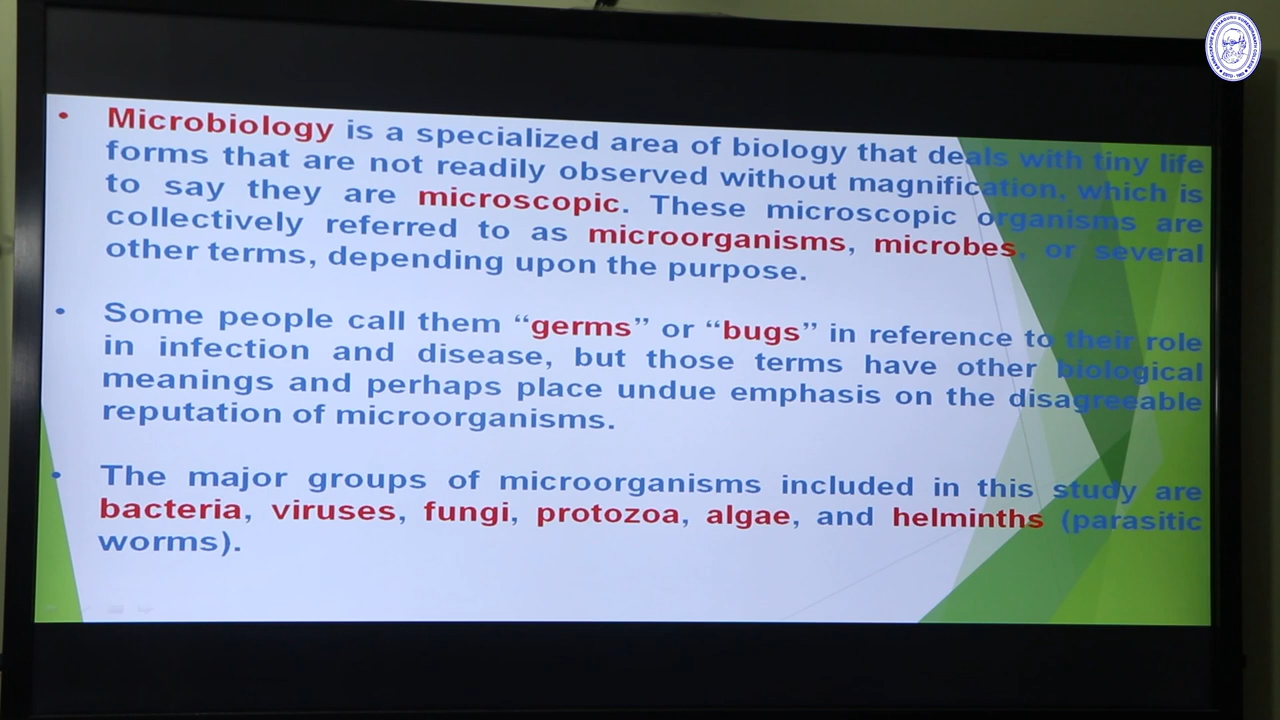 • Microbiology is a specialized area of biology that deals with tiny life
forms that are not readily observed without magnification, which is
to say they are microscopic. These microscopic organisms are
collectively referred to as microorganisms, microbes, or several
other terms, depending upon the purpose.
• Some people call them “germs” or “bugs” in reference to their role
in infection and disease, but those terms have other biological
meanings and perhaps place undue emphasis on the disagreeable
reputation of microorganisms.
• The major groups of microorganisms included in this study are
bacteria, viruses, fungi, protozoa, algae, and helminths (parasitic
worms).